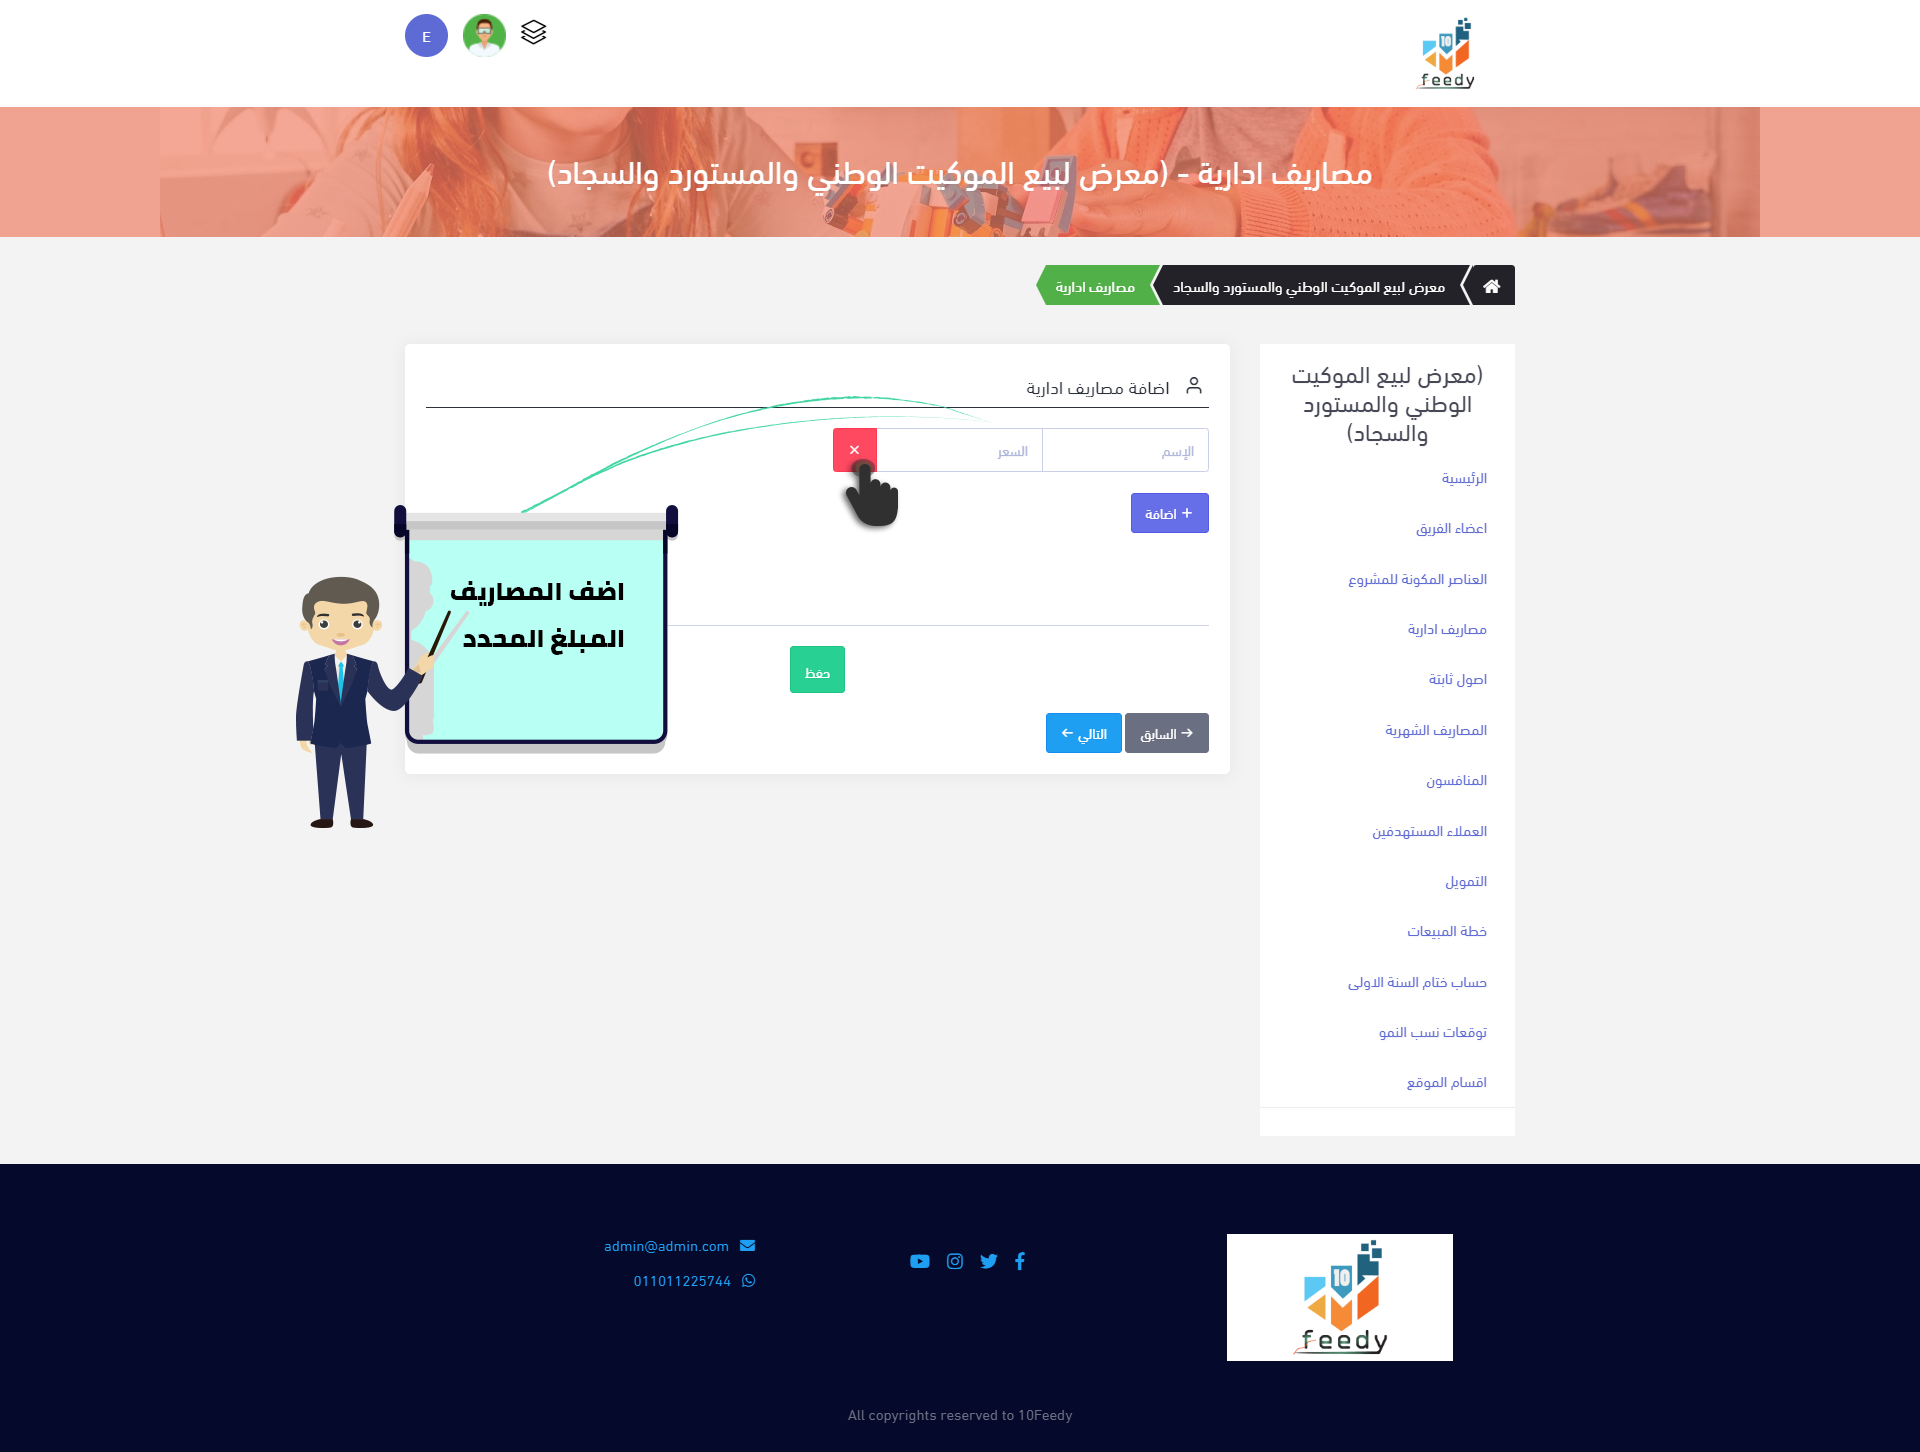 E
10
feedy
مصاريف ادارية - (معرض لبيع الموكيت الوطني والمستورد والسجاد)
معرض لبيع الموكيت الوطني والمستورد والسجاد
مصاريف ادارية
(معرض لبيع الموكيت
الوطني والمستورد
والسجاد)
الرئيسية
اعضاء الفريق
العناصر المكونة للمشروع
مصاريف ادارية
اصول ثابتة
المصاريف الشهرية
المنافسون
العملاء المستهدفين
التمويل
خطة المبيعات
حساب ختام السنة الاولى
توقعات نسب النمو
اقسام الموقع
اضافة مصاريف ادارية
الإسم
السعر
+ اضافة
اضف المصاريف
المبلغ المحدد
حفظ
السابق
التالي
admin@admin.com
011011225744
10
feedy
All copyrights reserved to 10Feedy